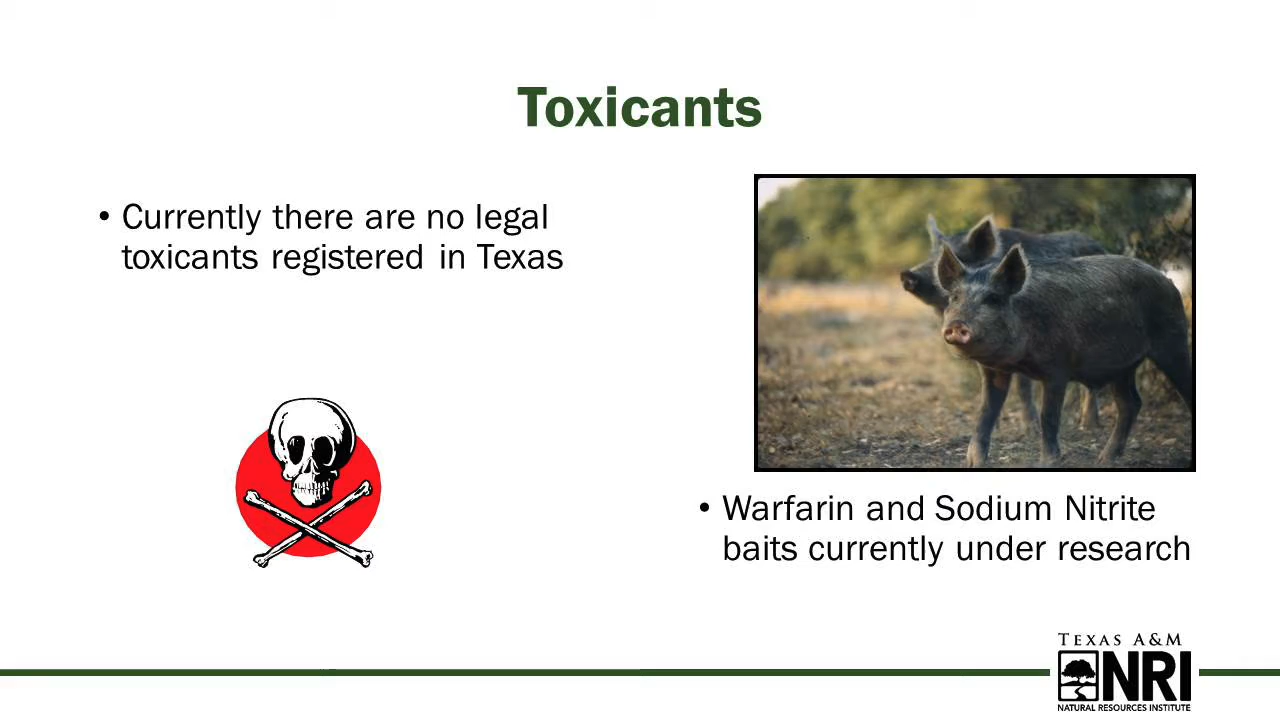 Toxicants
• Currently there are no legal
toxicants registered in Texas
• Warfarin and Sodium Nitrite
baits currently under research
TEXAS A&M
NRI
NATURAL RESOURCES INSTITUTE